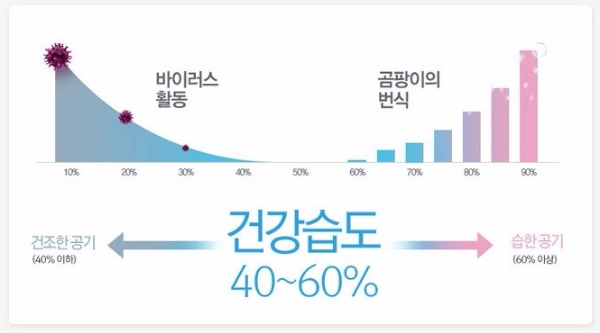 바이러스
활동
곰팡이의
번식
10% 20% 30% 40% 50% 60% 70% 80% 90%
건조한 공기
(40% 이하)
건강습도
40~60%
습한 공기
(60% 이상)